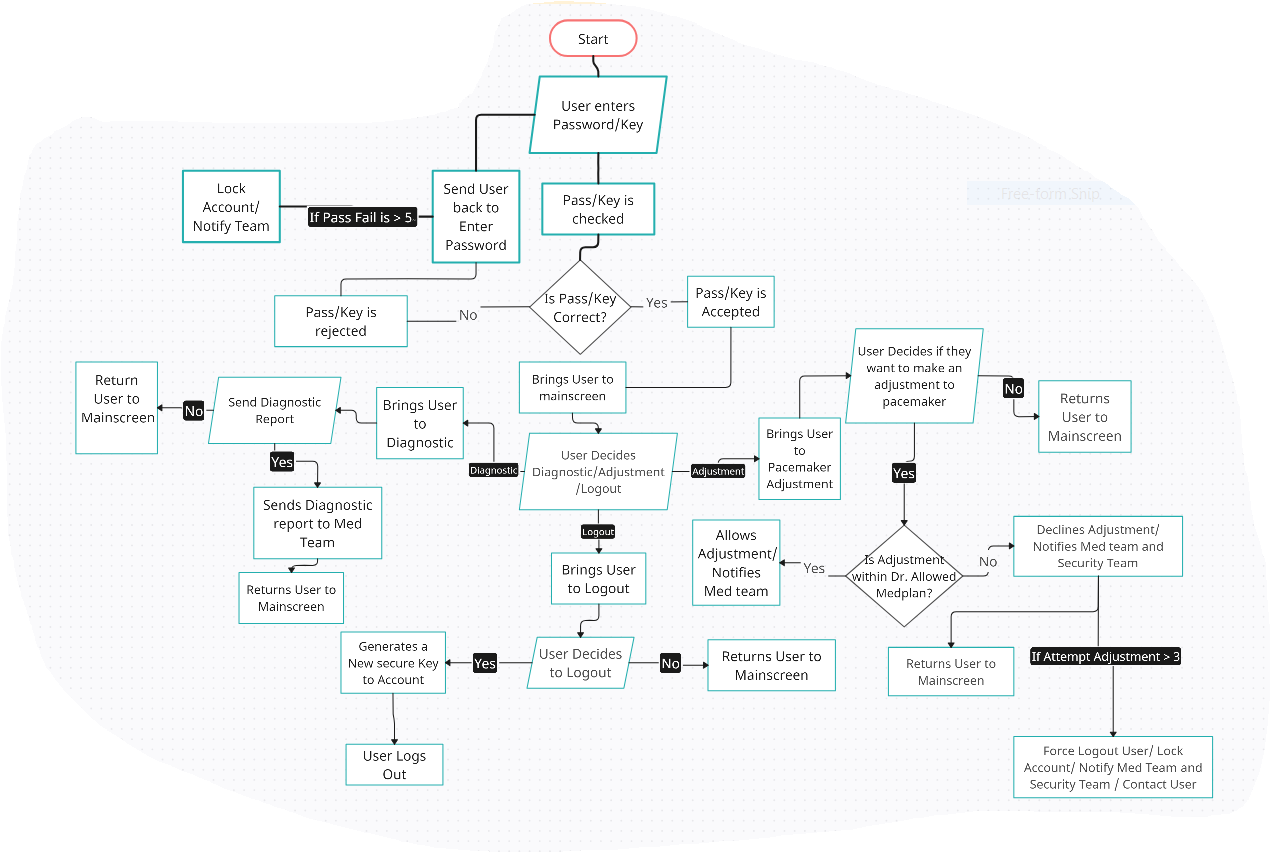 Start
User enters
Password/Key
Free-form Snip
Lock
Account/
Notify Team
If Pass Fail is > 5
Send User
back to
Enter
Password
Pass/Key is
checked
Is Pass/Key
Correct?
Yes
Pass/Key is
Accepted
No
Pass/Key is
rejected
Brings User to
mainscreen
User Decides
Diagnostic/Adjustment
/Logout
Diagnostic
Brings User
to
Diagnostic
Send Diagnostic
Report
No
Return
User to
Mainscreen
Yes
Sends Diagnostic
report to Med
Team
Returns User to
Mainscreen
Adjustment
Brings User
to
Pacemaker
Adjustment
User Decides if they
want to make an
adjustment to
pacemaker
No
Returns
User to
Mainscreen
Yes
Is Adjustment
within Dr. Allowed
Medplan?
Yes
Allows
Adjustment/
Notifies
Med team
No
Declines Adjustment/
Notifies Med team and
Security Team
Returns User to
Mainscreen
If Attempt Adjustment > 3
Force Logout User/ Lock
Account/ Notify Med Team and
Security Team / Contact User
Logout
Brings User
to Logout
User Decides
to Logout
No
Returns User to
Mainscreen
Yes
Generates a
New secure Key
to Account
User Logs
Out